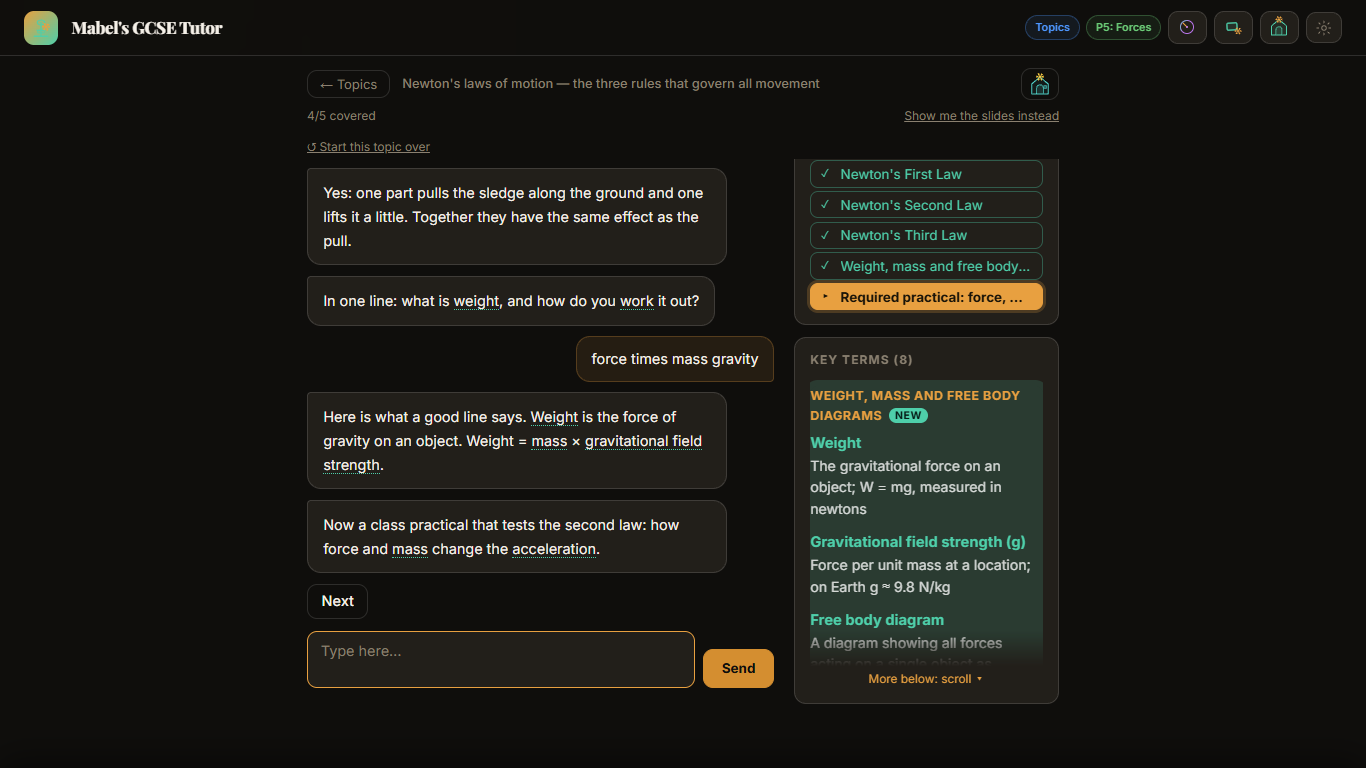 Mabel's GCSE Tutor
Topics
P5: Forces
← Topics
Newton's laws of motion — the three rules that govern all movement
4/5 covered
Show me the slides instead
↺ Start this topic over
Yes: one part pulls the sledge along the ground and one
lifts it a little. Together they have the same effect as the
pull.
In one line: what is weight, and how do you work it out?
force times mass gravity
Here is what a good line says. Weight is the force of
gravity on an object. Weight = mass × gravitational field
strength.
Now a class practical that tests the second law: how
force and mass change the acceleration.
Next
Type here...
Send
✓ Newton's First Law
✓ Newton's Second Law
✓ Newton's Third Law
✓ Weight, mass and free body...
▸ Required practical: force, ...
KEY TERMS (8)
WEIGHT, MASS AND FREE BODY
DIAGRAMS NEW
Weight
The gravitational force on an
object; W = mg, measured in
newtons
Gravitational field strength (g)
Force per unit mass at a location;
on Earth g ≈ 9.8 N/kg
Free body diagram
A diagram showing all forces
acting on a single object as
More below: scroll ▾